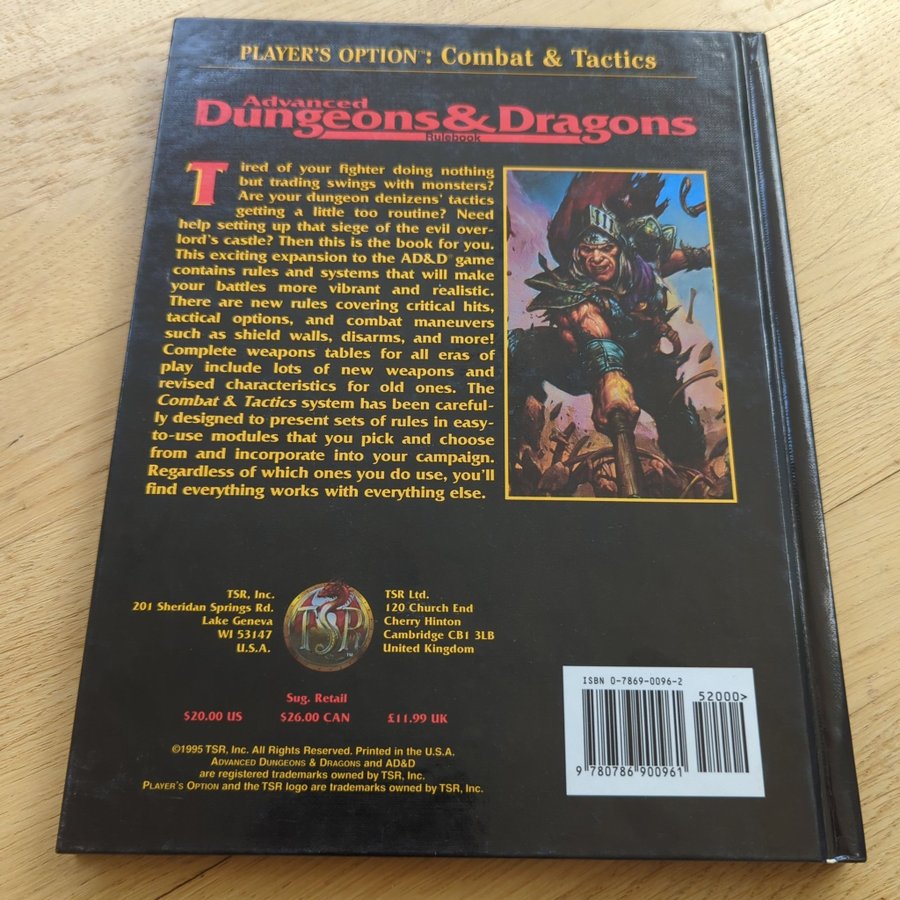 PLAYER'S OPTION™: Combat & Tactics
Advanced
Dungeons & Dragons
Rulebook
Tired of your fighter doing nothing
but trading swings with monsters?
Are your dungeon denizens' tactics
getting a little too routine? Need
help setting up that siege of the evil over-
lord's castle? Then this is the book for you.
This exciting expansion to the AD&D® game
contains rules and systems that will make
your battles more vibrant and realistic.
There are new rules covering critical hits,
tactical options, and combat maneuvers
such as shield walls, disarms, and more!
Complete weapons tables for all eras of
play include lots of new weapons and
revised characteristics for old ones. The
Combat & Tactics system has been careful-
ly designed to present sets of rules in easy-
to-use modules that you pick and choose
from and incorporate into your campaign.
Regardless of which ones you do use, you'll
find everything works with everything else.
TSR, Inc.
201 Sheridan Springs Rd.
Lake Geneva
WI 53147
U.S.A.
TSR™
TSR Ltd.
120 Church End
Cherry Hinton
Cambridge CB1 3LB
United Kingdom
Sug. Retail
$20.00 US $26.00 CAN £11.99 UK
©1995 TSR, Inc. All Rights Reserved. Printed in the U.S.A.
ADVANCED DUNGEONS & DRAGONS and AD&D
are registered trademarks owned by TSR, Inc.
PLAYER'S OPTION and the TSR logo are trademarks owned by TSR, Inc.
ISBN 0-7869-0096-2
52000>
9 780786 900961